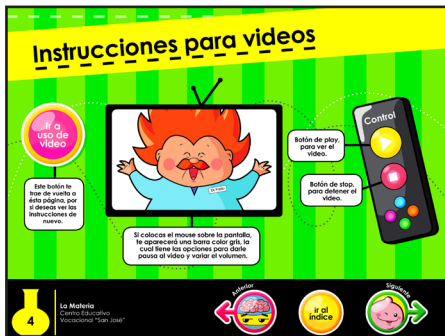 Instrucciones para videos
Ir a
uso de
video
Este botón te
trae de vuelta a
ésta página, por
si deseas ver las
instrucciones de
nuevo.
Si colocas el mouse sobre la pantalla,
te aparecerá una barra color gris, la
cual tiene las opciones para darle
pausa al video y variar el volumen.
Control
Botón de play,
para ver el
video.
Botón de stop,
para detener el
video.
4
La Materia
Centro Educativo
Vocacional "San José"
Anterior
ir al
índice
Siguiente